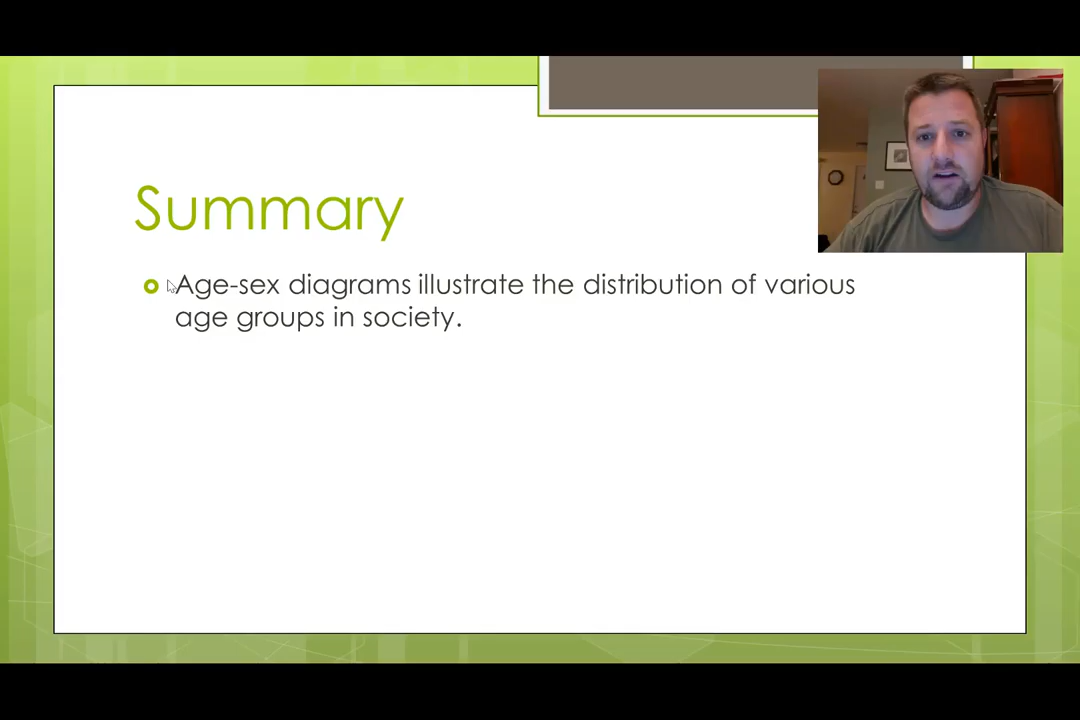 Summary
Age-sex diagrams illustrate the distribution of various
age groups in society.